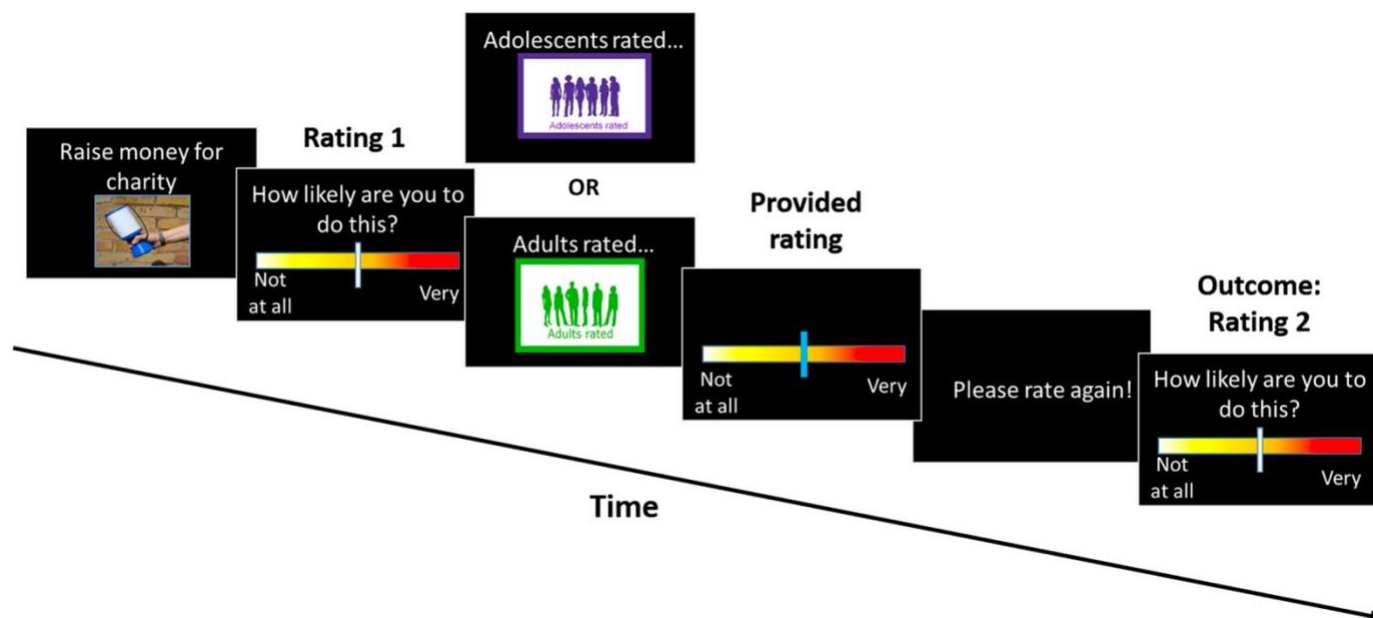 Raise money for
charity
Rating 1
How likely are you to
do this?
Not
at all
Very
Adolescents rated...
Adolescents rated
OR
Adults rated...
Adults rated
Provided
rating
Not
at all
Very
Please rate again!
Outcome:
Rating 2
How likely are you to
do this?
Not
at all
Very
Time